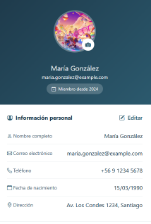 María González
maria.gonzalez@example.com
Miembro desde 2024
Información personal
Editar
Nombre completo María González
Correo electrónico maria.gonzalez@example.com
Teléfono +56 9 1234 5678
Fecha de nacimiento 15/03/1990
Dirección Av. Los Condes 1234, Santiago